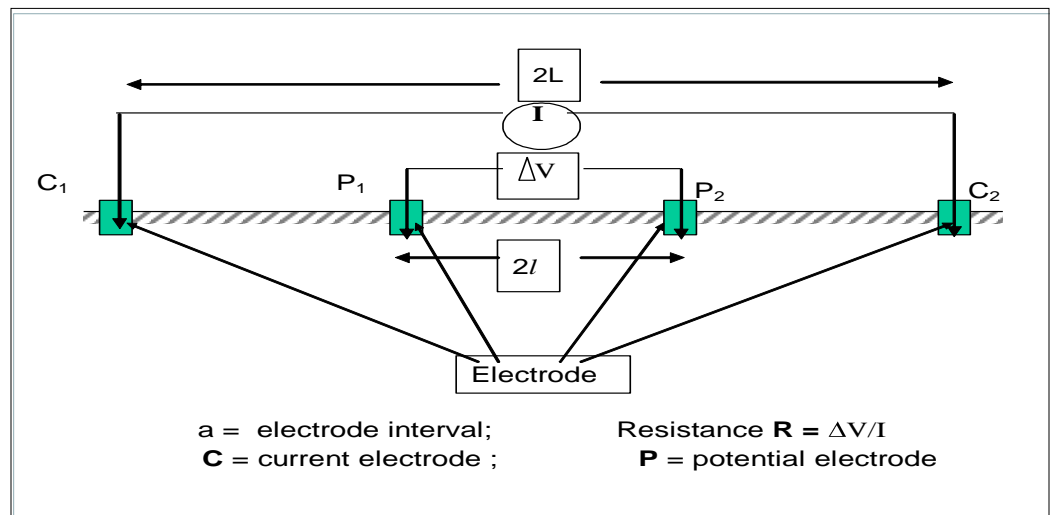 2L
I
ΔV
C₁ P₁ P₂ C₂
2l
Electrode
a = electrode interval; Resistance R = ΔV/I
C = current electrode ; P = potential electrode